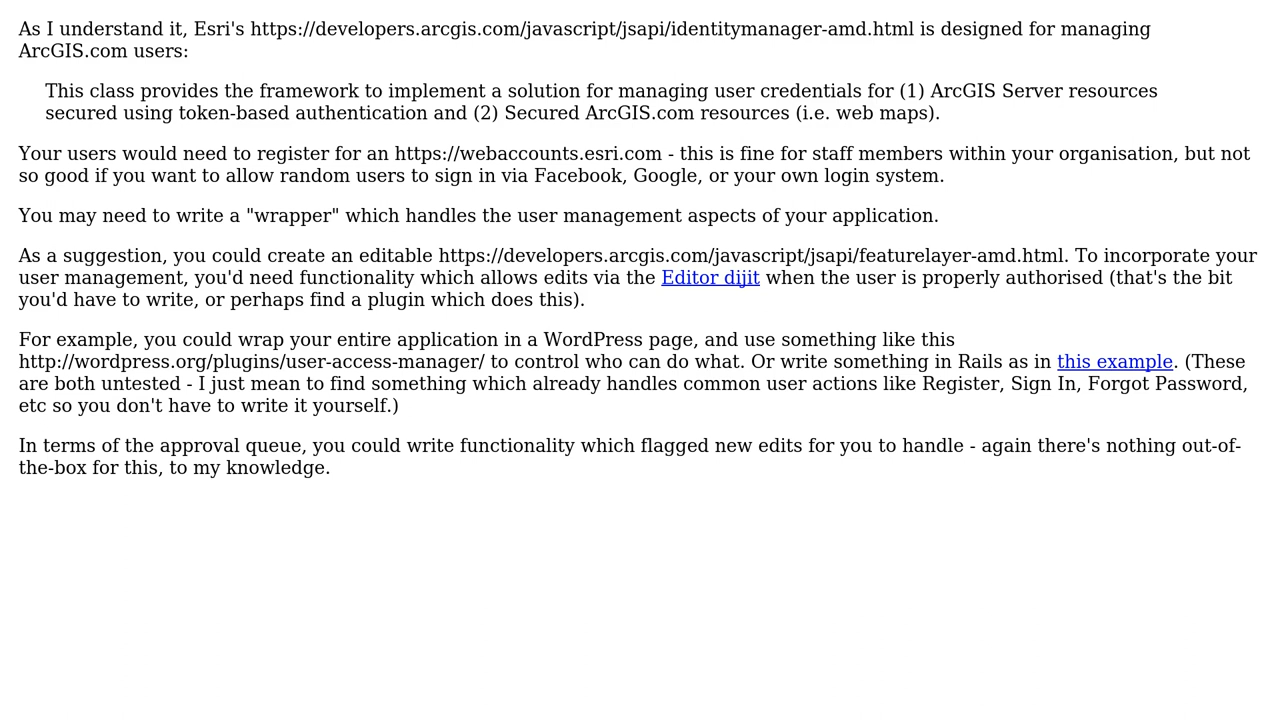 As I understand it, Esri's https://developers.arcgis.com/javascript/jsapi/identitymanager-amd.html is designed for managing
ArcGIS.com users:
This class provides the framework to implement a solution for managing user credentials for (1) ArcGIS Server resources
secured using token-based authentication and (2) Secured ArcGIS.com resources (i.e. web maps).
Your users would need to register for an https://webaccounts.esri.com - this is fine for staff members within your organisation, but not
so good if you want to allow random users to sign in via Facebook, Google, or your own login system.
You may need to write a "wrapper" which handles the user management aspects of your application.
As a suggestion, you could create an editable https://developers.arcgis.com/javascript/jsapi/featurelayer-amd.html. To incorporate your
user management, you'd need functionality which allows edits via the Editor dijit when the user is properly authorised (that's the bit
you'd have to write, or perhaps find a plugin which does this).
For example, you could wrap your entire application in a WordPress page, and use something like this
http://wordpress.org/plugins/user-access-manager/ to control who can do what. Or write something in Rails as in this example. (These
are both untested - I just mean to find something which already handles common user actions like Register, Sign In, Forgot Password,
etc so you don't have to write it yourself.)
In terms of the approval queue, you could write functionality which flagged new edits for you to handle - again there's nothing out-of-
the-box for this, to my knowledge.